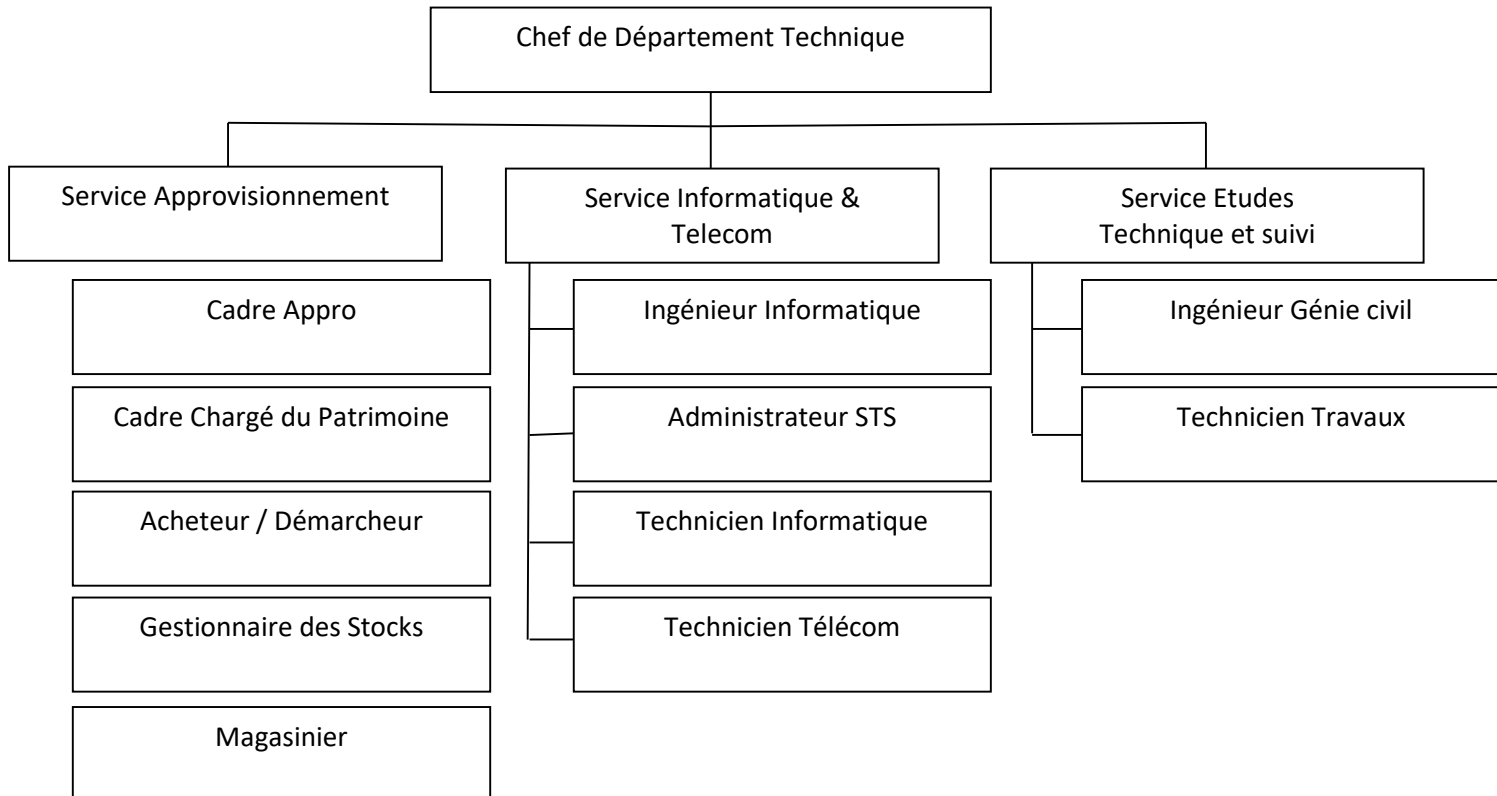 Chef de Département Technique
Service Approvisionnement
Service Informatique &
Telecom
Service Etudes
Technique et suivi
Cadre Appro
Cadre Chargé du Patrimoine
Acheteur / Démarcheur
Gestionnaire des Stocks
Magasinier
Ingénieur Informatique
Administrateur STS
Technicien Informatique
Technicien Télécom
Ingénieur Génie civil
Technicien Travaux